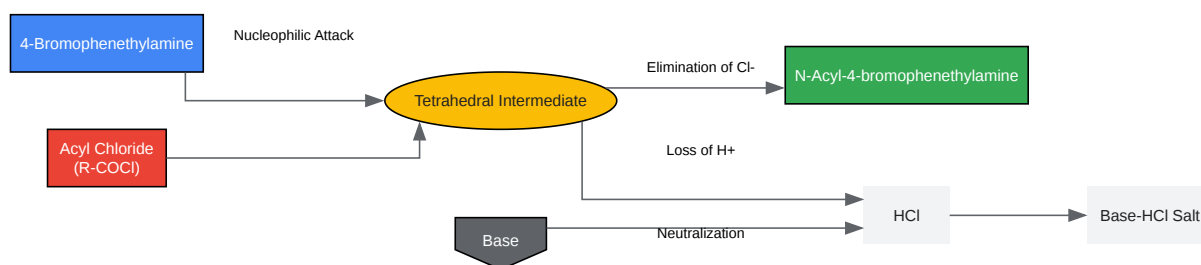 4-Bromophenethylamine
Nucleophilic Attack
Acyl Chloride
(R-COCl)
Tetrahedral Intermediate
Elimination of Cl-
N-Acyl-4-bromophenethylamine
Loss of H+
Base
Neutralization
HCl
Base-HCl Salt